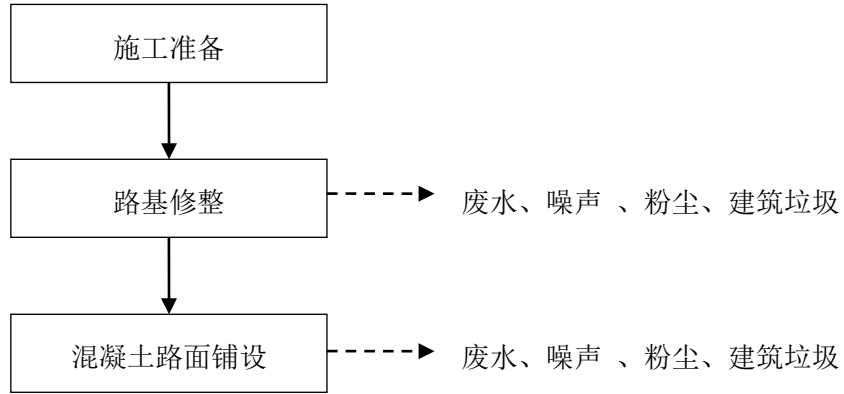 施工准备
路基修整
废水、噪声 、粉尘、建筑垃圾
混凝土路面铺设
废水、噪声 、粉尘、建筑垃圾